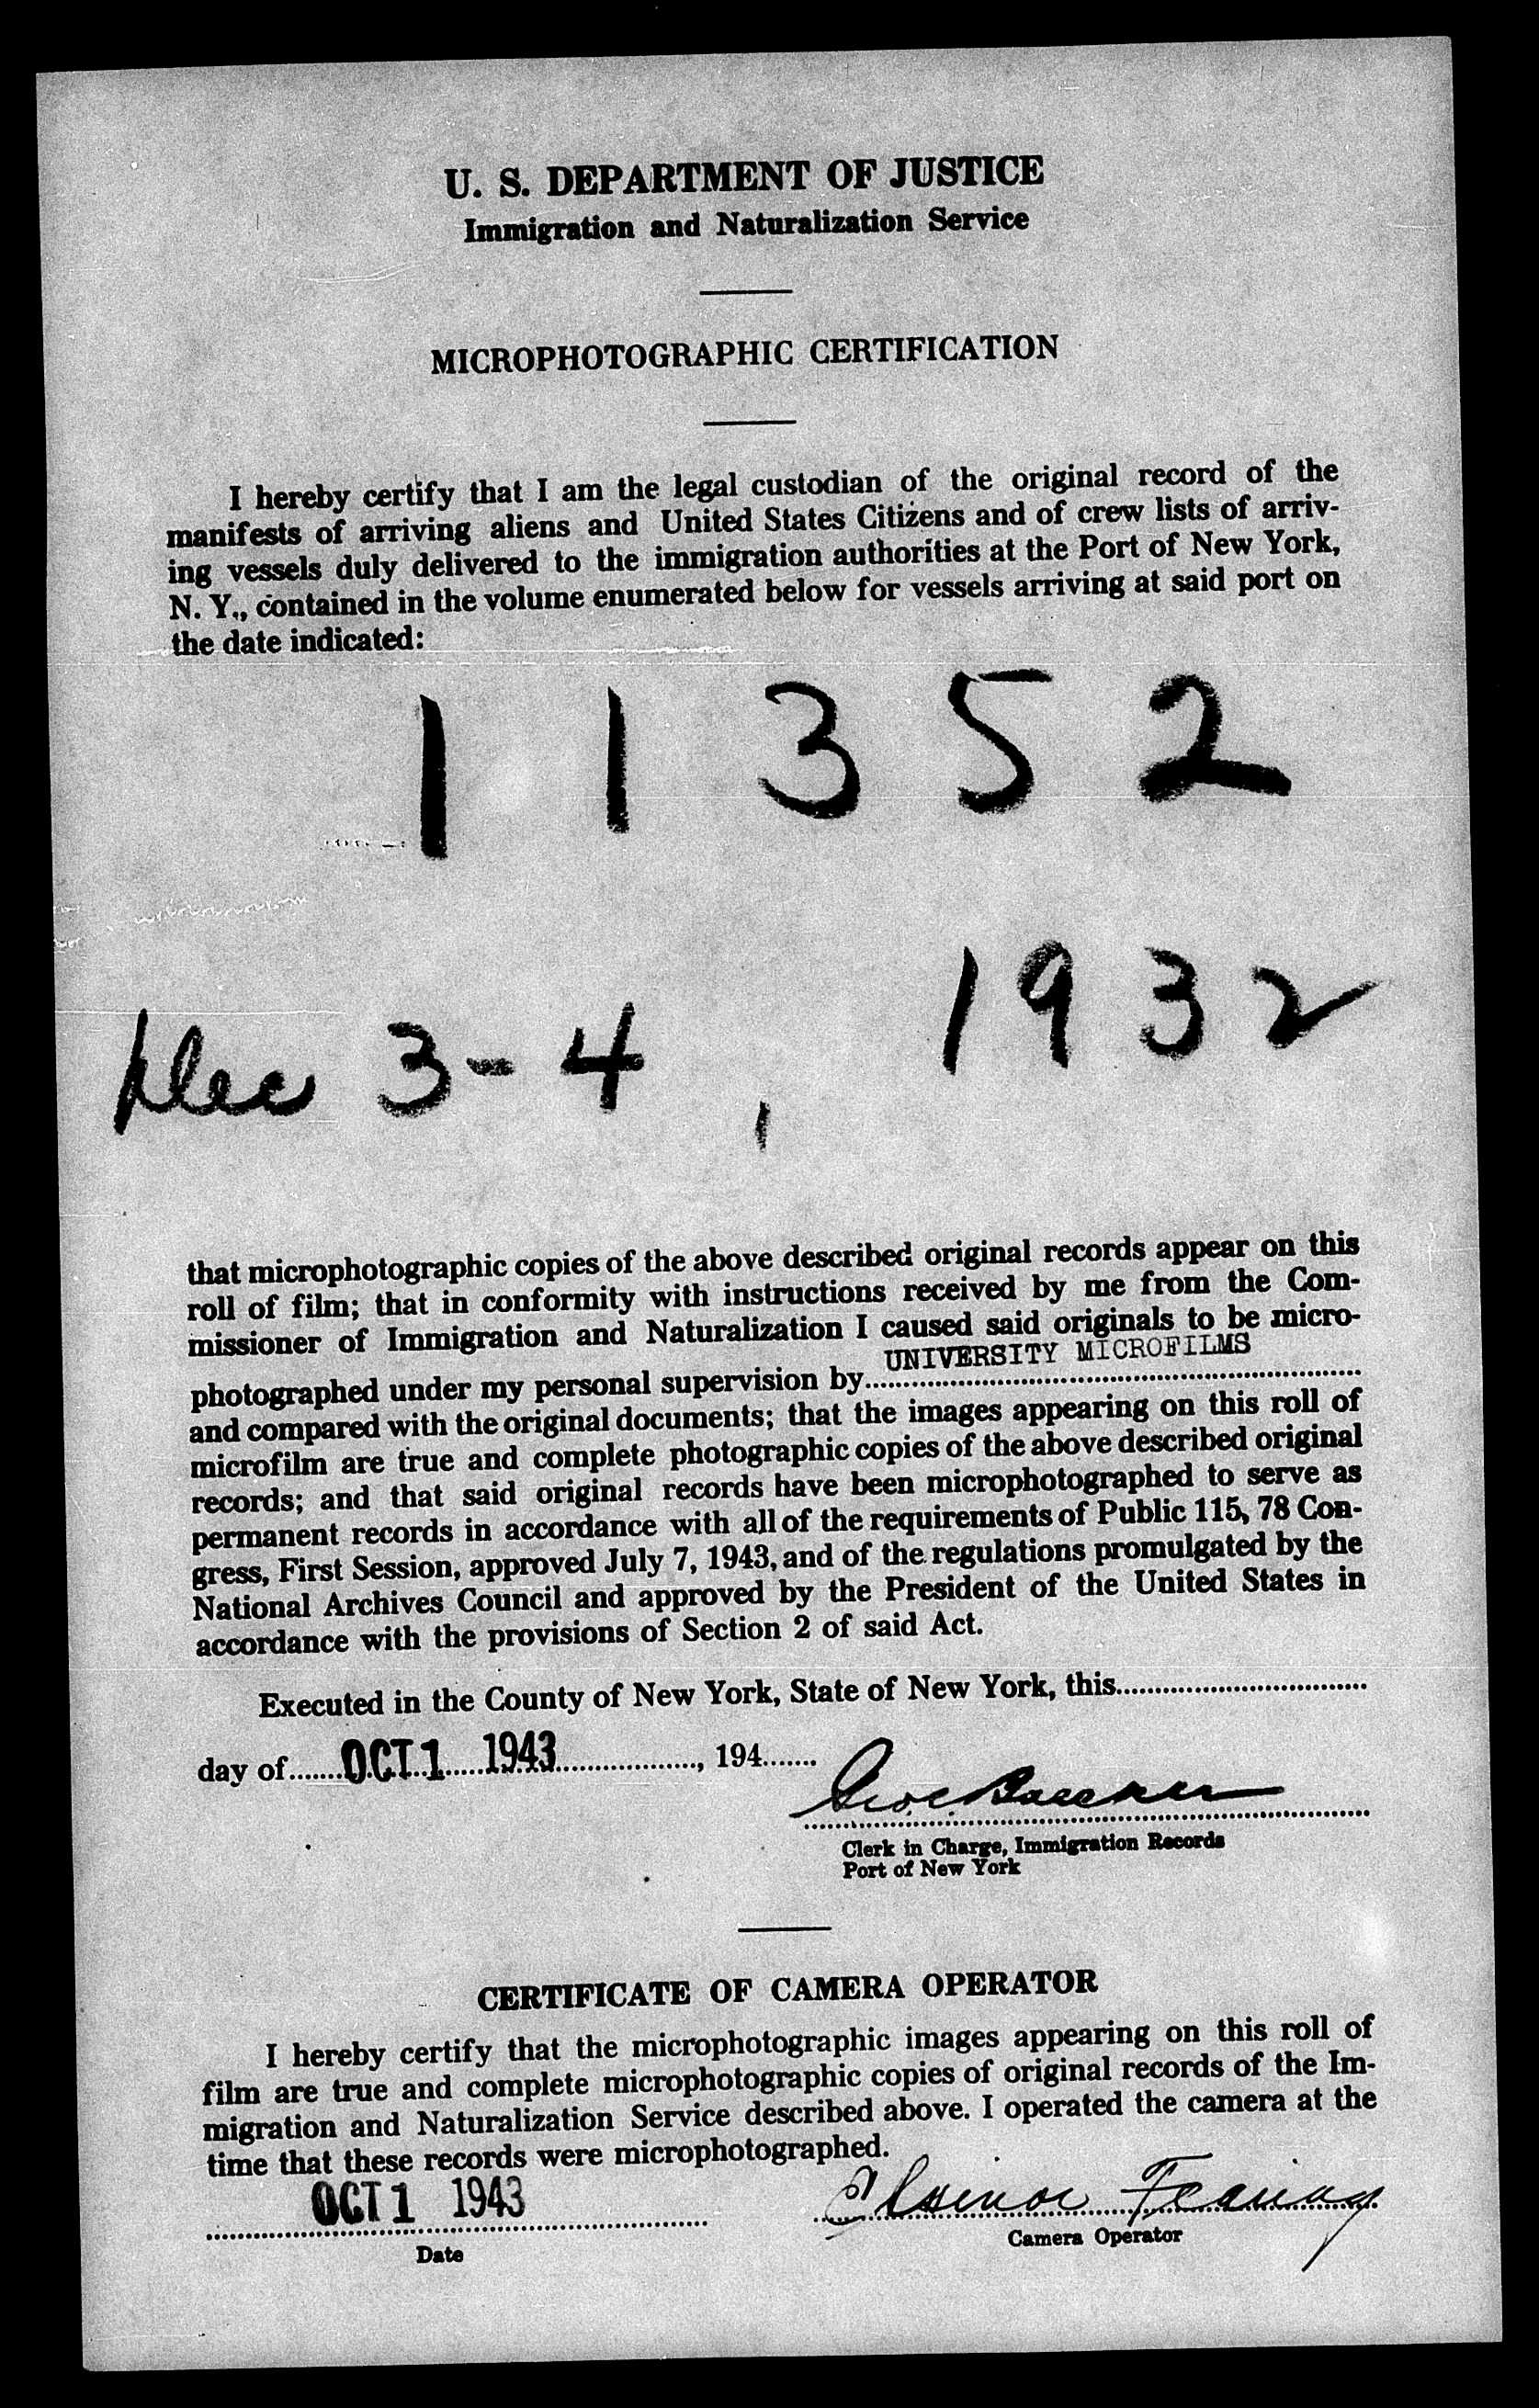 U. S. DEPARTMENT OF JUSTICE
Immigration and Naturalization Service
MICROPHOTOGRAPHIC CERTIFICATION
I hereby certify that I am the legal custodian of the original record of the
manifests of arriving aliens and United States Citizens and of crew lists of arriv-
ing vessels duly delivered to the immigration authorities at the Port of New York,
N. Y., contained in the volume enumerated below for vessels arriving at said port on
the date indicated:
1 1 3 5 2
Dec 3-4, 1932
that microphotographic copies of the above described original records appear on this
roll of film; that in conformity with instructions received by me from the Com-
missioner of Immigration and Naturalization I caused said originals to be micro-
photographed under my personal supervision by UNIVERSITY MICROFILMS
and compared with the original documents; that the images appearing on this roll of
microfilm are true and complete photographic copies of the above described original
records; and that said original records have been microphotographed to serve as
permanent records in accordance with all of the requirements of Public 115, 78 Con-
gress, First Session, approved July 7, 1943, and of the regulations promulgated by the
National Archives Council and approved by the President of the United States in
accordance with the provisions of Section 2 of said Act.
Executed in the County of New York, State of New York, this
day of OCT 1 1943, 194
Clerk in Charge, Immigration Records
Port of New York
CERTIFICATE OF CAMERA OPERATOR
I hereby certify that the microphotographic images appearing on this roll of
film are true and complete microphotographic copies of original records of the Im-
migration and Naturalization Service described above. I operated the camera at the
time that these records were microphotographed.
OCT 1 1943
Date
Camera Operator